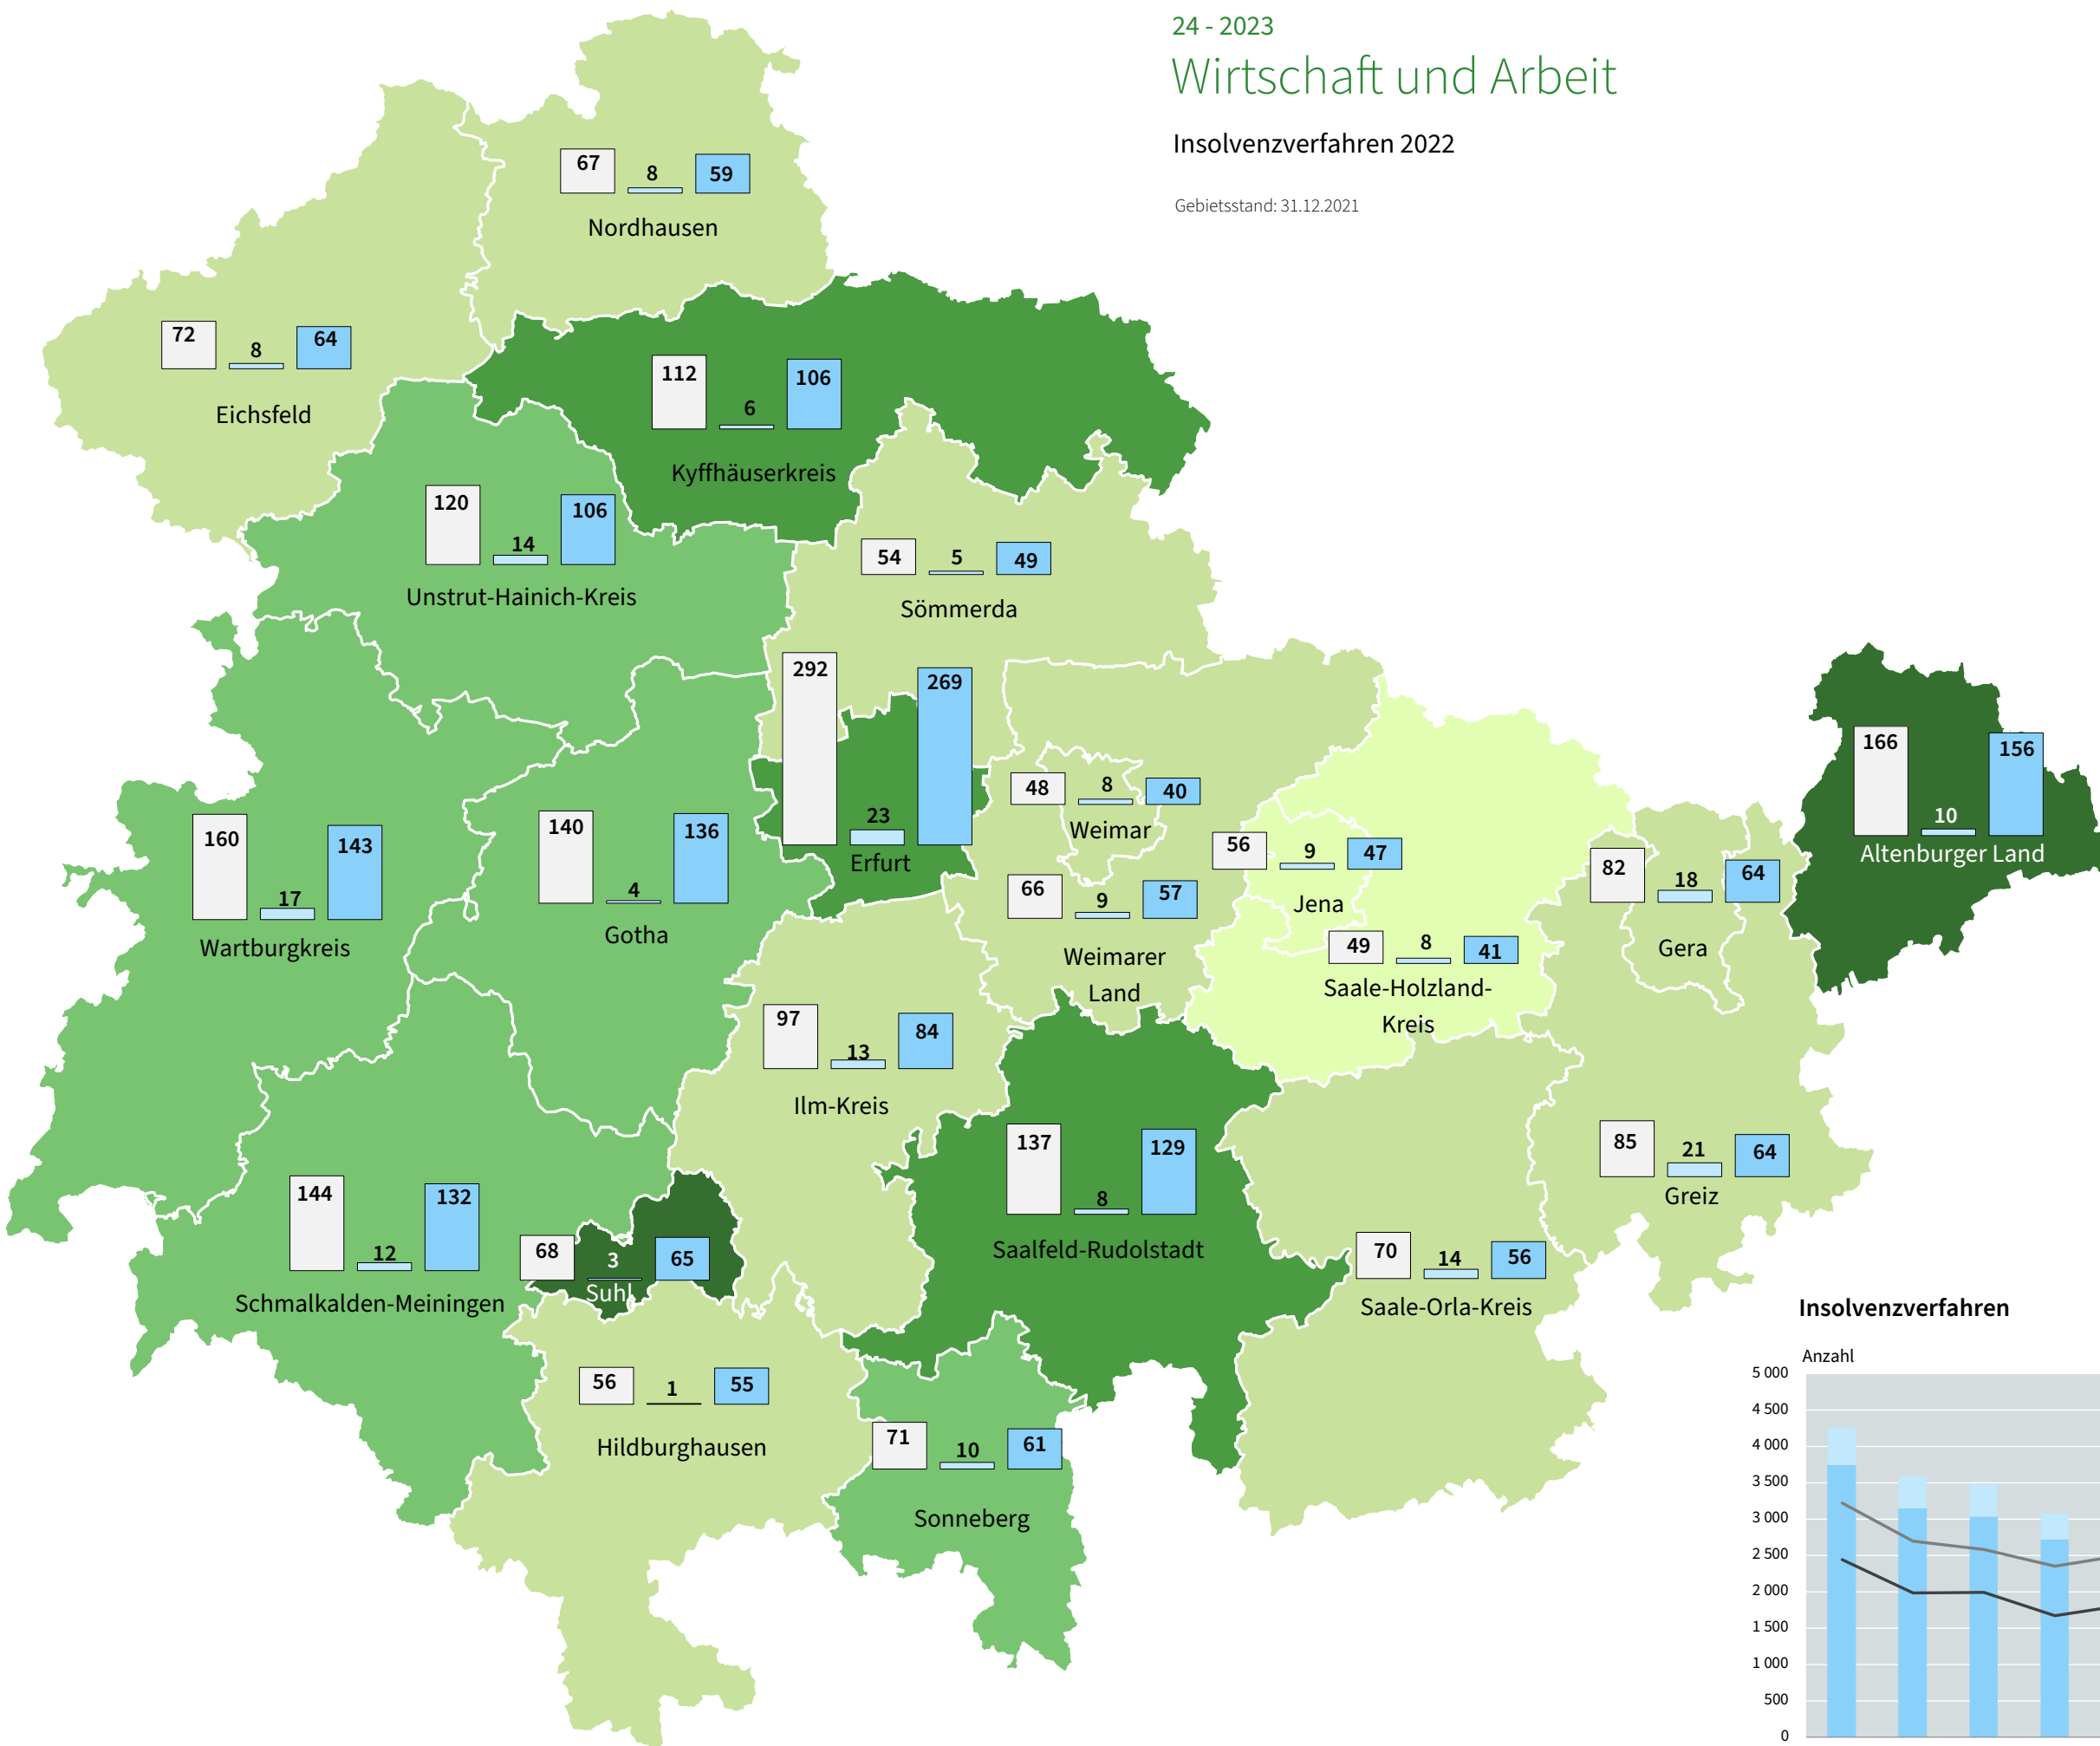 24 - 2023
Wirtschaft und Arbeit
Insolvenzverfahren 2022
Gebietsstand: 31.12.2021
67 8 59
Nordhausen
72 8 64
Eichsfeld
112 6 106
Kyffhäuserkreis
120 14 106
Unstrut-Hainich-Kreis
54 5 49
Sömmerda
292 23 269
Erfurt
48 8 40
Weimar
166 10 156
Altenburger Land
160 17 143
Wartburgkreis
140 4 136
Gotha
66 9 57
Weimarer
Land
56 9 47
Jena
82 18 64
Gera
49 8 41
Saale-Holzland-
Kreis
97 13 84
Ilm-Kreis
137 8 129
Saalfeld-Rudolstadt
85 21 64
Greiz
144 12 132
Schmalkalden-Meiningen
68 3 65
Suhl
70 14 56
Saale-Orla-Kreis
56 1 55
Hildburghausen
71 10 61
Sonneberg
Insolvenzverfahren
Anzahl
5 000
4 500
4 000
3 500
3 000
2 500
2 000
1 500
1 000
500
0